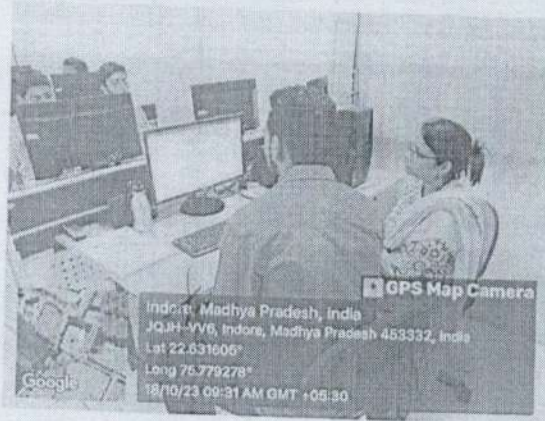 GPS Map Camera
Indore, Madhya Pradesh, India
JQJH+VV6, Indore, Madhya Pradesh 453332, India
Lat 22.631605°
Long 75.779278°
18/10/23 09:31 AM GMT +05:30
Google